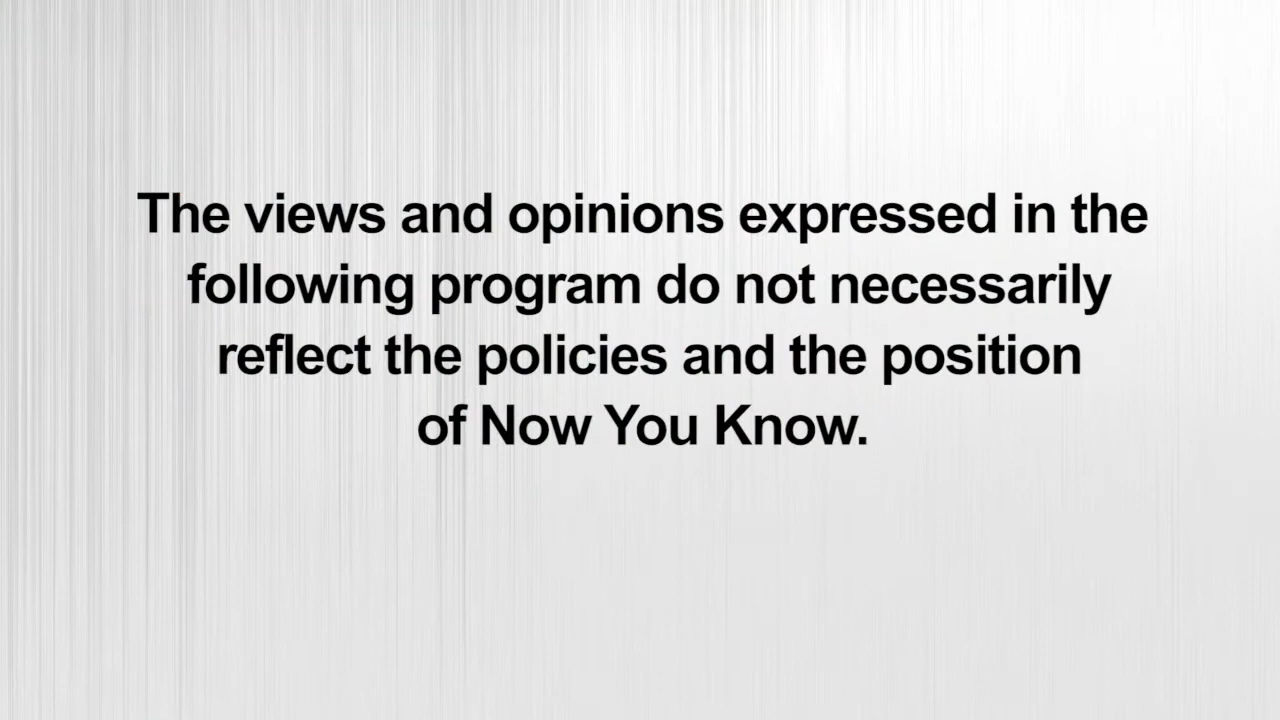 The views and opinions expressed in the
following program do not necessarily
reflect the policies and the position
of Now You Know.